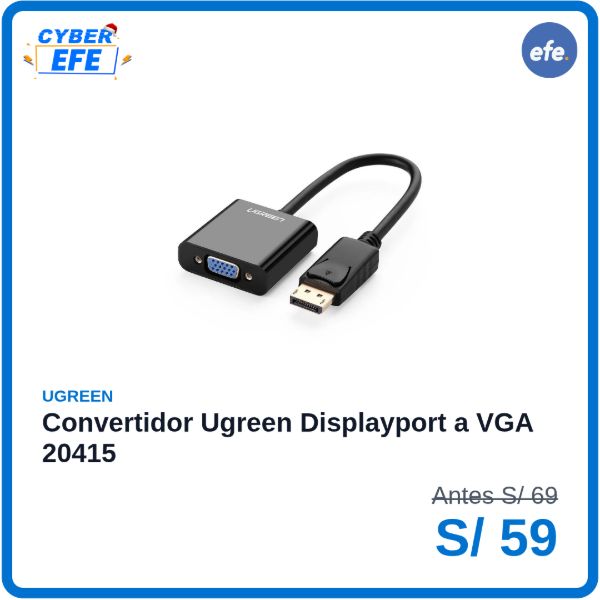 CYBER
EFE
efe.
UGREEN
UGREEN
Convertidor Ugreen Displayport a VGA
20415
Antes S/ 69
S/ 59